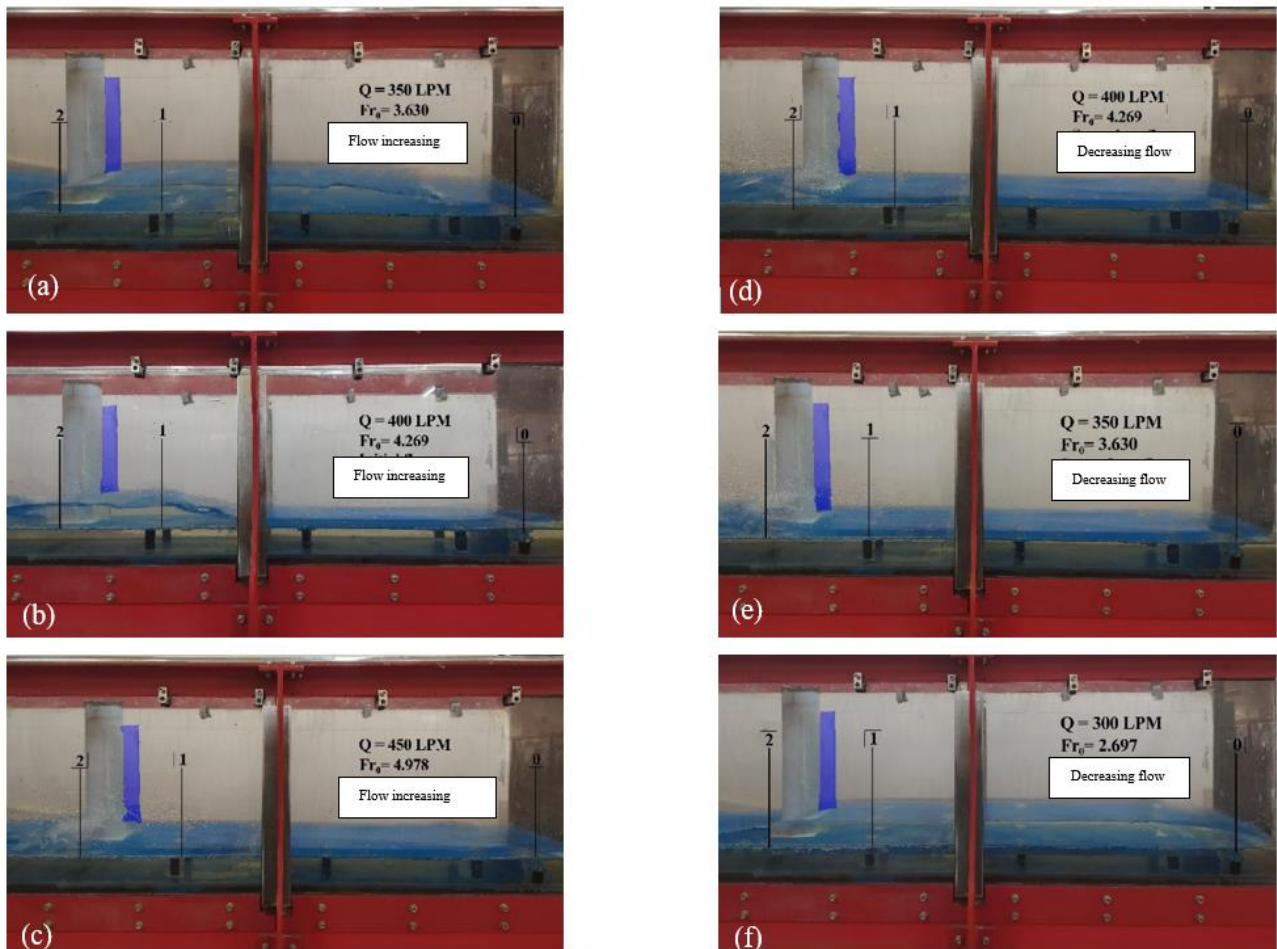 Q = 350 LPM
Fr₀= 3.630
Flow increasing
2
1
0
(a)
Q = 400 LPM
Fr₀= 4.269
Flow increasing
2
1
0
(b)
Q = 450 LPM
Fr₀= 4.978
Flow increasing
2
1
0
(c)
Q = 400 LPM
Fr₀= 4.269
Decreasing flow
2
1
0
(d)
Q = 350 LPM
Fr₀= 3.630
Decreasing flow
2
1
0
(e)
Q = 300 LPM
Fr₀= 2.697
Decreasing flow
2
1
0
(f)